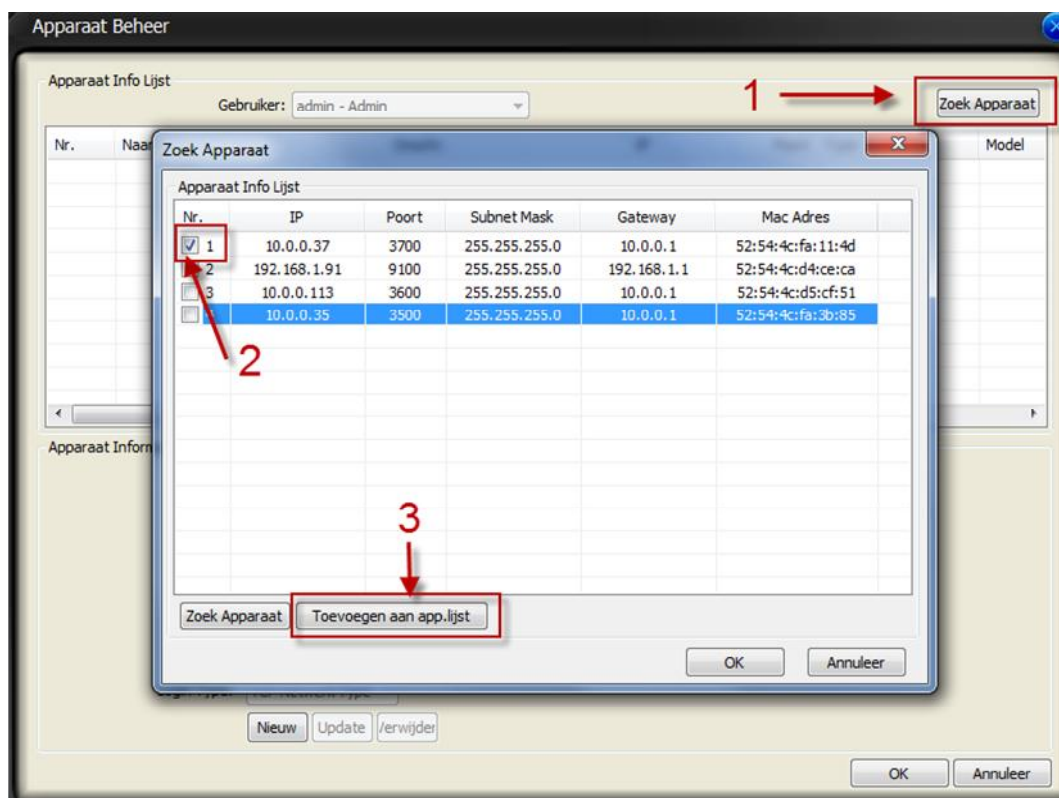 Apparaat Beheer
Apparaat Info Lijst
Gebruiker: admin - Admin
1
Zoek Apparaat
Nr. Naar Model
Zoek Apparaat
Apparaat Info Lijst
Nr. IP Poort Subnet Mask Gateway Mac Adres
1 10.0.0.37 3700 255.255.255.0 10.0.0.1 52:54:4c:fa:11:4d
2 192.168.1.91 9100 255.255.255.0 192.168.1.1 52:54:4c:d4:ce:ca
3 10.0.0.113 3600 255.255.255.0 10.0.0.1 52:54:4c:d5:cf:51
10.0.0.35 3500 255.255.255.0 10.0.0.1 52:54:4c:fa:3b:85
2
Apparaat Inform
3
Zoek Apparaat Toevoegen aan app.lijst
OK Annuleer
Nieuw Update /erwijder
OK Annuleer